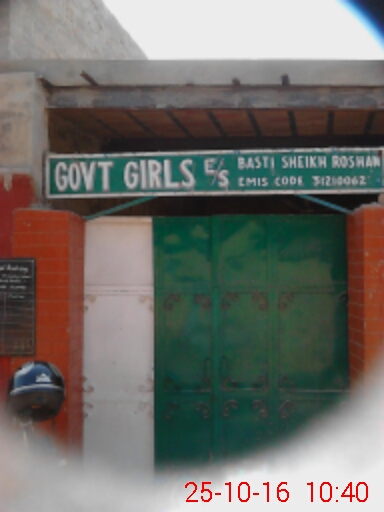 GOVT GIRLS E/S
BASTI SHEIKH ROSHAN
EMIS CODE 31210062
25-10-16 10:40